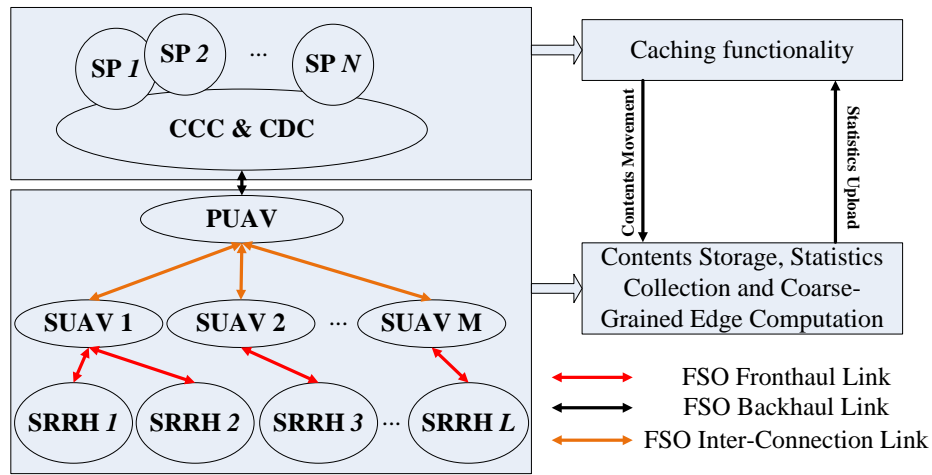 SP 1
SP 2
...
SP N
CCC & CDC
PUAV
SUAV 1
SUAV 2
...
SUAV M
SRRH 1
SRRH 2
SRRH 3
...
SRRH L
Caching functionality
Contents Movement
Statistics Upload
Contents Storage, Statistics
Collection and Coarse-
Grained Edge Computation
FSO Fronthaul Link
FSO Backhaul Link
FSO Inter-Connection Link